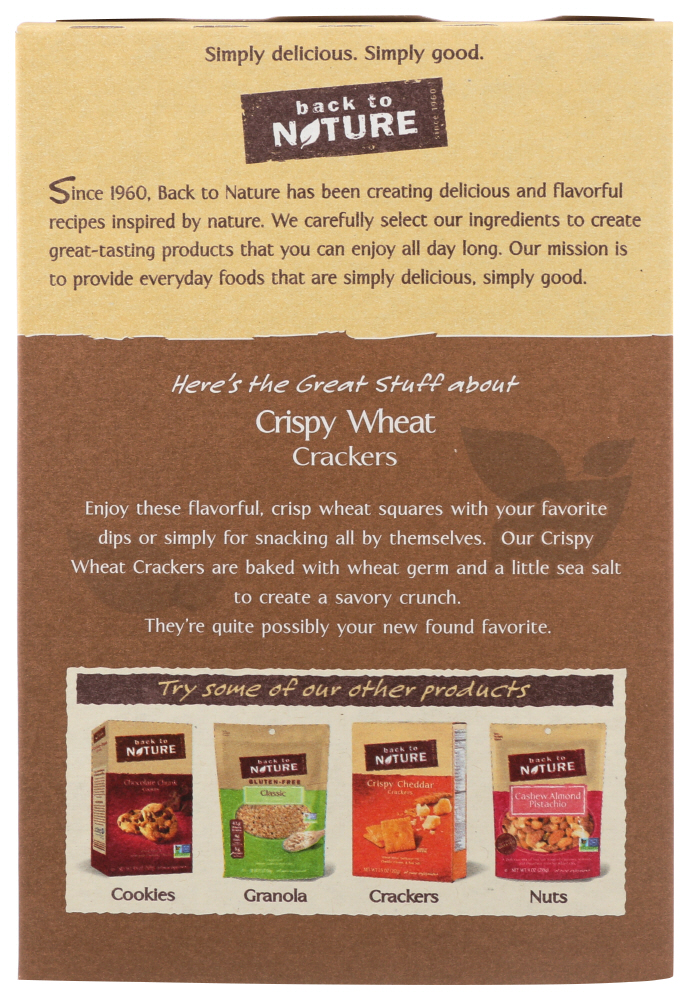 Simply delicious. Simply good.
back to
NATURE
since 1960
Since 1960, Back to Nature has been creating delicious and flavorful
recipes inspired by nature. We carefully select our ingredients to create
great-tasting products that you can enjoy all day long. Our mission is
to provide everyday foods that are simply delicious, simply good.
Here's the Great Stuff about
Crispy Wheat
Crackers
Enjoy these flavorful, crisp wheat squares with your favorite
dips or simply for snacking all by themselves. Our Crispy
Wheat Crackers are baked with wheat germ and a little sea salt
to create a savory crunch.
They're quite possibly your new found favorite.
Try some of our other products
back to
NATURE
Chocolate Chunk
Cookies
back to
NATURE
GLUTEN-FREE
Classic
back to
NATURE
Crispy Cheddar
Crackers
back to
NATURE
Cashew Almond
Pistachio
Cookies
Granola
Crackers
Nuts